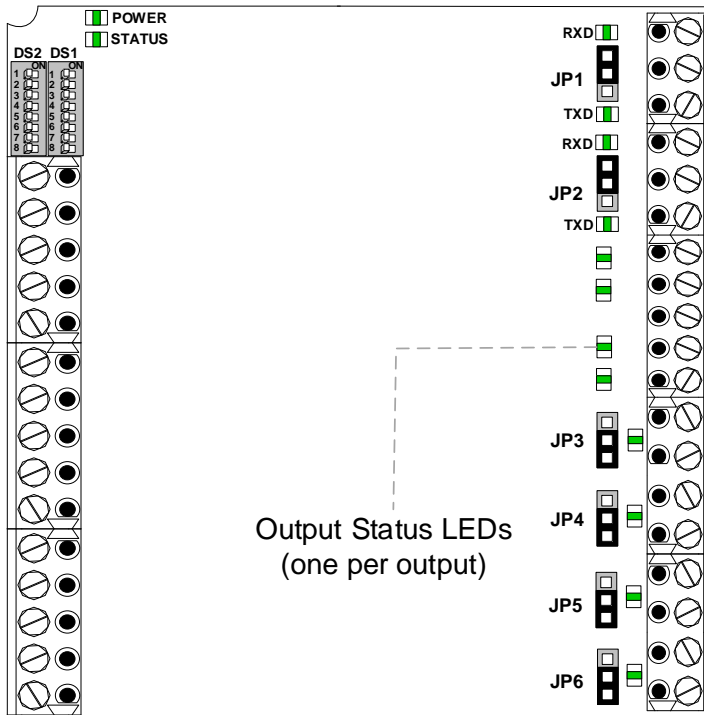 POWER
STATUS
DS2 DS1
ON ON
1 1
2 2
3 3
4 4
5 5
6 6
7 7
8 8
RXD
JP1
TXD
RXD
JP2
TXD
JP3
JP4
JP5
JP6
Output Status LEDs
(one per output)